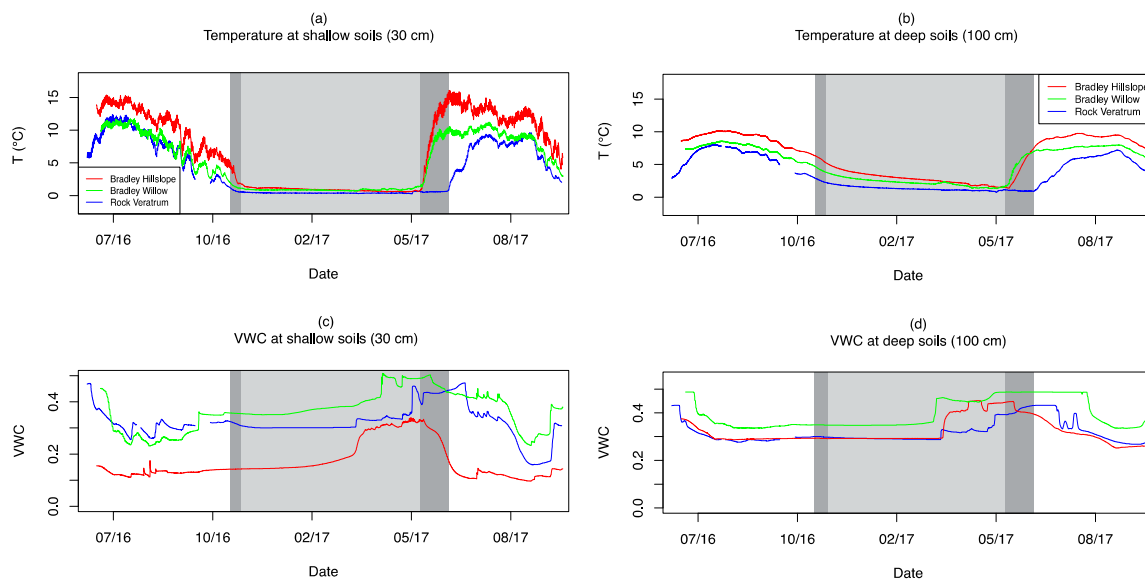 (a)
Temperature at shallow soils (30 cm)
T (°C)
15
10
5
0
Bradley Hillslope
Bradley Willow
Rock Veratrum
07/16 10/16 02/17 05/17 08/17
Date
(b)
Temperature at deep soils (100 cm)
T (°C)
15
10
5
0
Bradley Hillslope
Bradley Willow
Rock Veratrum
07/16 10/16 02/17 05/17 08/17
Date
(c)
VWC at shallow soils (30 cm)
VWC
0.4
0.2
0.0
07/16 10/16 02/17 05/17 08/17
Date
(d)
VWC at deep soils (100 cm)
VWC
0.4
0.2
0.0
07/16 10/16 02/17 05/17 08/17
Date